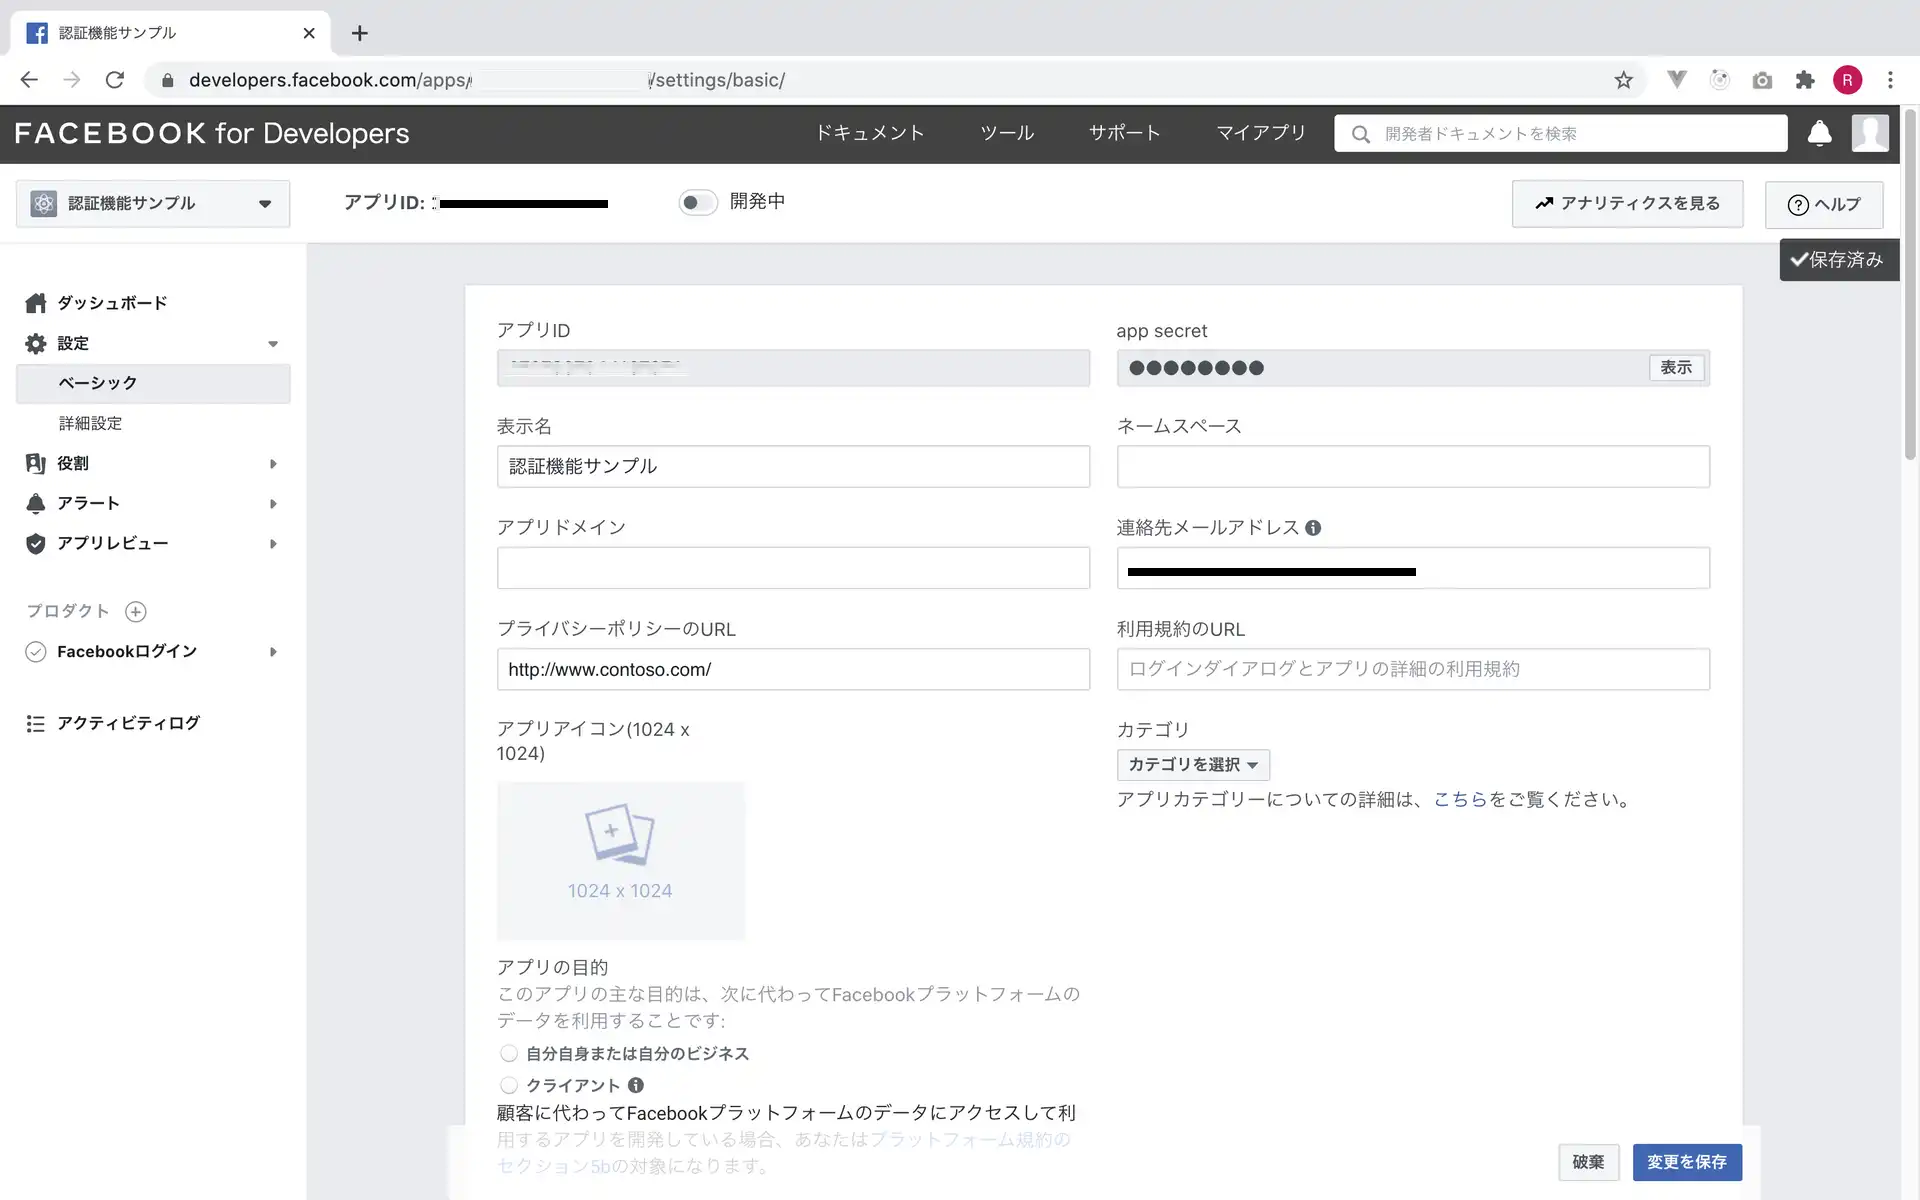 認証機能サンプル
developers.facebook.com/apps/
/settings/basic/
R
FACEBOOK for Developers
ドキュメント
ツール
サポート
マイアプリ
開発者ドキュメントを検索
認証機能サンプル
アプリID:
開発中
アナリティクスを見る
ヘルプ
保存済み
ダッシュボード
設定
ベーシック
詳細設定
役割
アラート
アプリレビュー
プロダクト
Facebookログイン
アクティビティログ
アプリID
app secret
表示
表示名
認証機能サンプル
ネームスペース
アプリドメイン
連絡先メールアドレス
プライバシーポリシーのURL
http://www.contoso.com/
利用規約のURL
ログインダイアログとアプリの詳細の利用規約
アプリアイコン(1024 x
1024)
1024 x 1024
カテゴリ
カテゴリを選択
アプリカテゴリーについての詳細は、こちらをご覧ください。
アプリの目的
このアプリの主な目的は、次に代わってFacebookプラットフォームの
データを利用することです:
自分自身または自分のビジネス
クライアント
顧客に代わってFacebookプラットフォームのデータにアクセスして利
用するアプリを開発している場合、あなたはプラットフォーム規約の
セクション5bの対象になります。
破棄
変更を保存